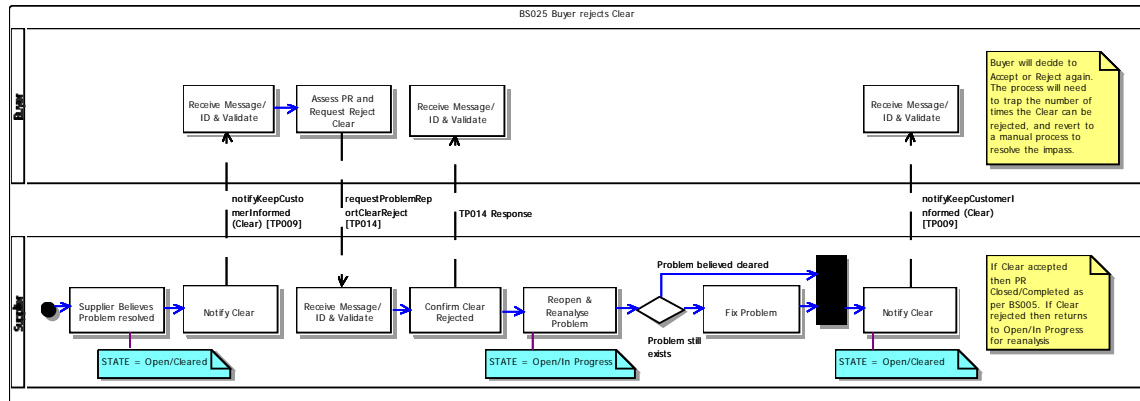 BS025 Buyer rejects Clear
Buyer
Receive Message/
ID & Validate
Assess PR and
Request Reject
Clear
Receive Message/
ID & Validate
Receive Message/
ID & Validate
Buyer will decide to
Accept or Reject again.
The process will need
to trap the number of
times the Clear can be
rejected, and revert to
a manual process to
resolve the impass.
notifyKeepCusto
merInformed
(Clear) [TP009]
requestProblemRep
ortClearReject
[TP014]
TP014 Response
notifyKeepCustomerI
nformed (Clear)
[TP009]
Supplier
Supplier Believes
Problem resolved
Notify Clear
Receive Message/
ID & Validate
Confirm Clear
Rejected
Reopen &
Reanalyse
Problem
Problem believed cleared
Problem still
exists
Fix Problem
Notify Clear
If Clear accepted
then PR
Closed/Completed as
per BS005. If Clear
rejected then returns
to Open/In Progress
for reanalysis
STATE = Open/Cleared
STATE = Open/In Progress
STATE = Open/Cleared